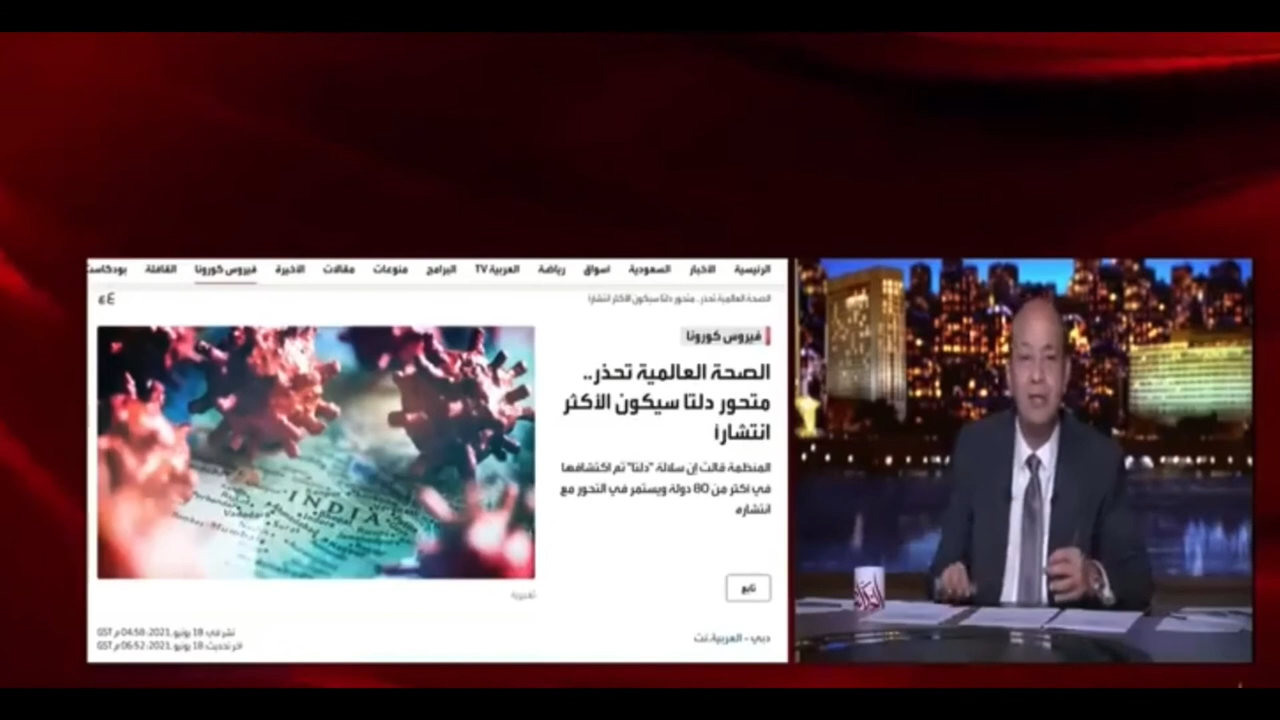 الرئيسية الأخبار السعودية اسواق رياضة العربية TV البرامج منوعات مقالات الأخيرة فيروس كورونا القافلة بودكاست
الصحة العالمية تحذر.. متحور دلتا سيكون الأكثر انتشارا
فيروس كورونا
الصحة العالمية تحذر..
متحور دلتا سيكون الأكثر
انتشارا
المنظمة قالت إن سلالة "دلتا" تم اكتشافها
في اكثر من 80 دولة ويستمر في التحور مع
انتشاره
INDIA
تعبيرية
تابع
دبي - العربية.نت
نشر في: 18 يونيو ,2021: 04:58 م GST
آخر تحديث: 18 يونيو ,2021: 06:52 م GST